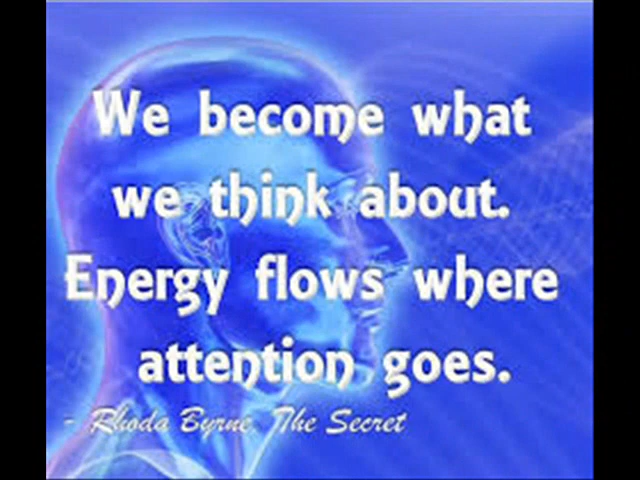 We become what
we think about.
Energy flows where
attention goes.
- Rhoda Byrne, The Secret